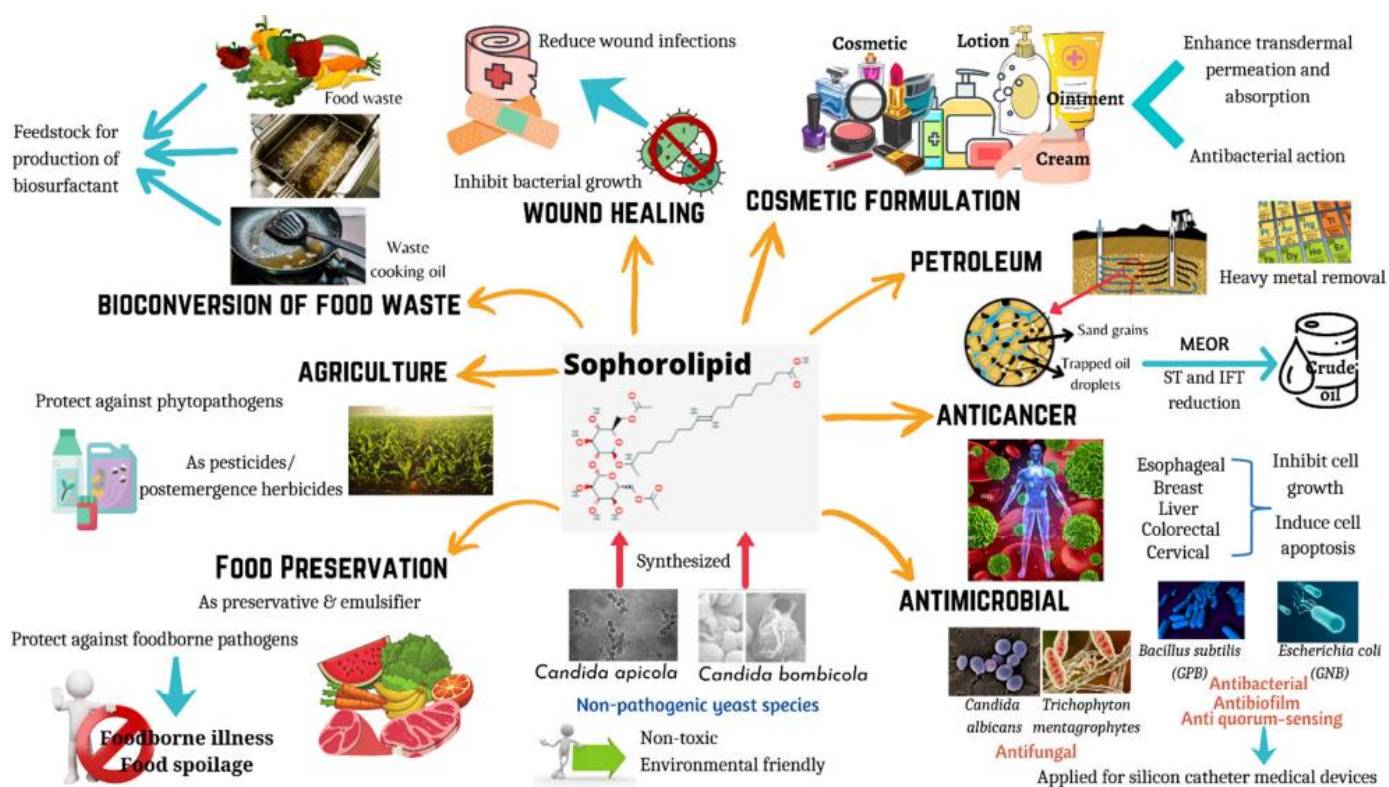 Food waste
Feedstock for
production of
biosurfactant
Waste
cooking oil
BIOCONVERSION OF FOOD WASTE
Reduce wound infections
Inhibit bacterial growth
WOUND HEALING
Cosmetic
Lotion
Ointment
Cream
Enhance transdermal
permeation and
absorption
Antibacterial action
COSMETIC FORMULATION
PETROLEUM
Heavy metal removal
Sand grains
Trapped oil
droplets
MEOR
ST and IFT
reduction
Crude
oil
AGRICULTURE
Protect against phytopathogens
As pesticides/
postemergence herbicides
Sophorolipid
ANTICANCER
Esophageal
Breast
Liver
Colorectal
Cervical
Inhibit cell
growth
Induce cell
apoptosis
FOOD PRESERVATION
As preservative & emulsifier
Protect against foodborne pathogens
Foodborne illness
Food spoilage
Synthesized
Candida apicola
Candida bombicola
Non-pathogenic yeast species
Non-toxic
Environmental friendly
ANTIMICROBIAL
Candida
albicans
Trichophyton
mentagrophytes
Antifungal
Bacillus subtilis
(GPB)
Escherichia coli
(GNB)
Antibacterial
Antibiofilm
Anti quorum-sensing
Applied for silicon catheter medical devices